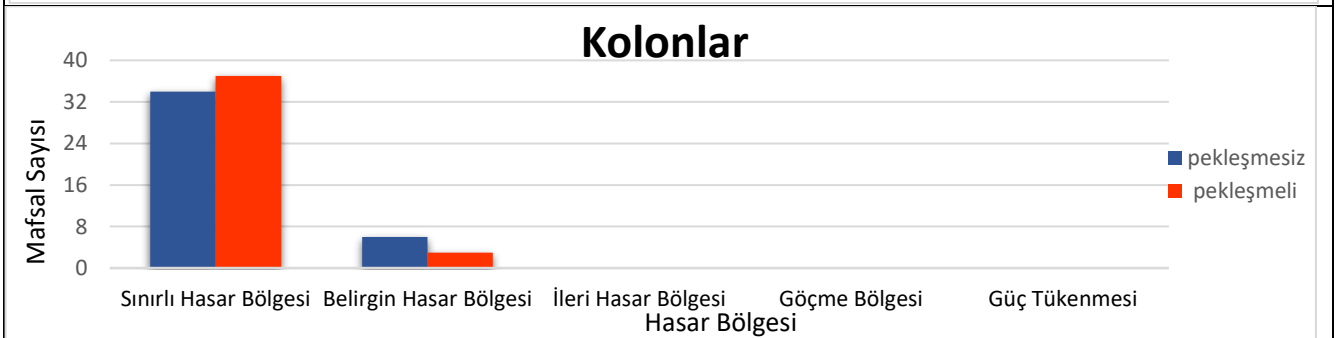 Kolonlar
40
32
24
16
8
0
Mafsal Sayısı
Sınırlı Hasar Bölgesi Belirgin Hasar Bölgesi İleri Hasar Bölgesi Göçme Bölgesi Güç Tükenmesi
Hasar Bölgesi
pekleşmesiz
pekleşmeli